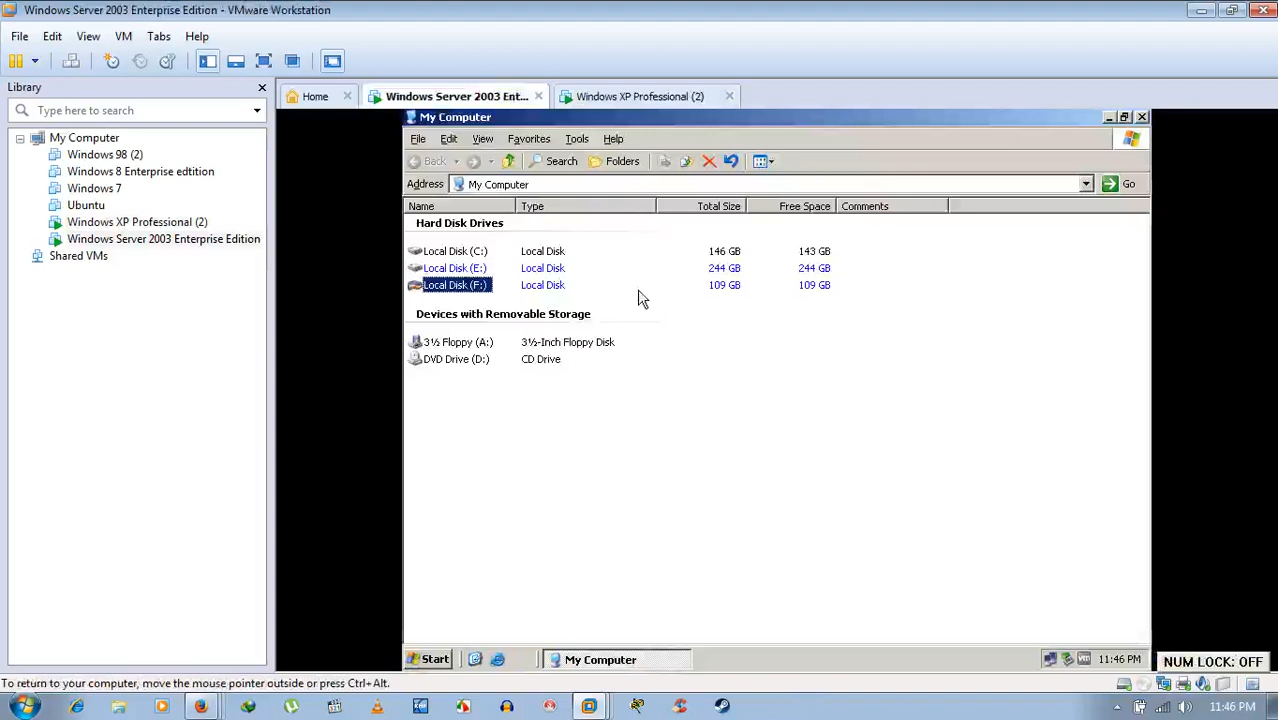 Windows Server 2003 Enterprise Edition - VMware Workstation
File Edit View VM Tabs Help
Library
Type here to search
My Computer
Windows 98 (2)
Windows 8 Enterprise edtition
Windows 7
Ubuntu
Windows XP Professional (2)
Windows Server 2003 Enterprise Edition
Shared VMs
Home
Windows Server 2003 Ent...
Windows XP Professional (2)
My Computer
File Edit View Favorites Tools Help
Back Search Folders
Address My Computer Go
Name Type Total Size Free Space Comments
Hard Disk Drives
Local Disk (C:) Local Disk 146 GB 143 GB
Local Disk (E:) Local Disk 244 GB 244 GB
Local Disk (F:) Local Disk 109 GB 109 GB
Devices with Removable Storage
3½ Floppy (A:) 3½-Inch Floppy Disk
DVD Drive (D:) CD Drive
Start My Computer 11:46 PM
NUM LOCK: OFF
To return to your computer, move the mouse pointer outside or press Ctrl+Alt.
11:46 PM